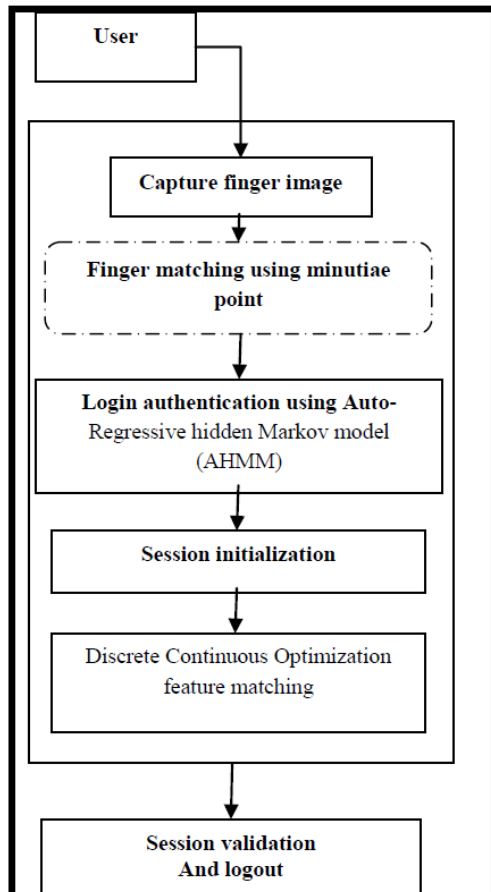 User
Capture finger image
Finger matching using minutiae
point
Login authentication using Auto-
Regressive hidden Markov model
(AHMM)
Session initialization
Discrete Continuous Optimization
feature matching
Session validation
And logout